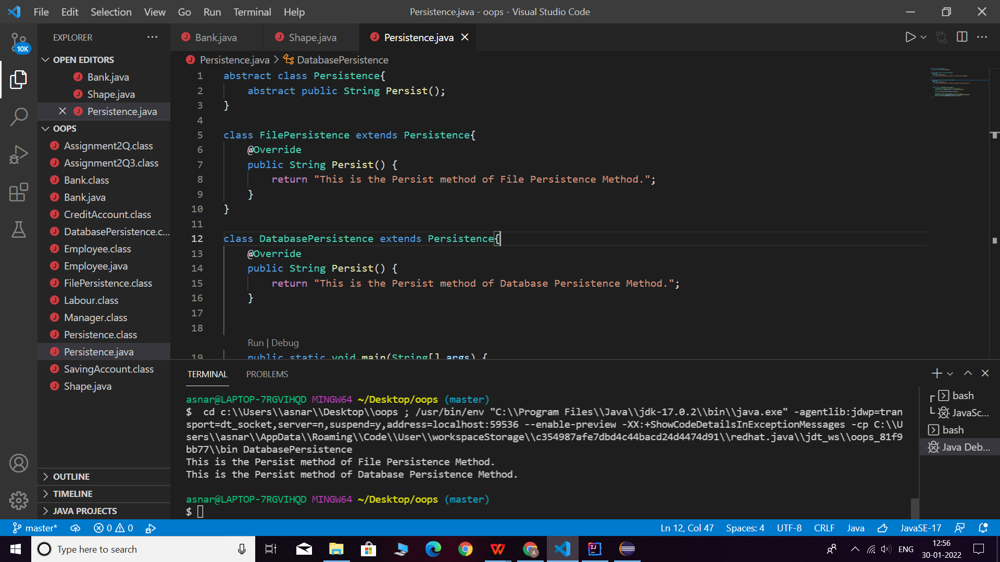 File Edit Selection View Go Run Terminal Help
Persistence.java - oops - Visual Studio Code
10K
EXPLORER
OPEN EDITORS
Bank.java
Shape.java
Persistence.java
OOPS
Assignment2Q.class
Assignment2Q3.class
Bank.class
Bank.java
CreditAccount.class
DatabasePersistence.c...
Employee.class
Employee.java
FilePersistence.class
Labour.class
Manager.class
Persistence.class
Persistence.java
SavingAccount.class
Shape.java
OUTLINE
TIMELINE
JAVA PROJECTS
Bank.java Shape.java Persistence.java
Persistence.java > DatabasePersistence
1 abstract class Persistence{
2 abstract public String Persist();
3 }
4
5 class FilePersistence extends Persistence{
6 @Override
7 public String Persist() {
8 return "This is the Persist method of File Persistence Method.";
9 }
10 }
11
12 class DatabasePersistence extends Persistence{
13 @Override
14 public String Persist() {
15 return "This is the Persist method of Database Persistence Method.";
16 }
17
18
Run | Debug
19 public static void main(String[] args) {
TERMINAL PROBLEMS
asnar@LAPTOP-7RGVIHQD MINGW64 ~/Desktop/oops (master)
$ cd c:\\Users\\asnar\\Desktop\\oops ; /usr/bin/env "C:\\Program Files\\Java\\jdk-17.0.2\\bin\\java.exe" -agentlib:jdwp=tran
sport=dt_socket,server=n,suspend=y,address=localhost:59536 --enable-preview -XX:+ShowCodeDetailsInExceptionMessages -cp C:\\U
sers\\asnar\\AppData\\Roaming\\Code\\User\\workspaceStorage\\c354987afe7dbd4c44bacd24d4474d91\\redhat.java\\jdt_ws\\oops_81f9
bb77\\bin DatabasePersistence
This is the Persist method of File Persistence Method.
This is the Persist method of Database Persistence Method.
asnar@LAPTOP-7RGVIHQD MINGW64 ~/Desktop/oops (master)
$
bash
JavaSc...
bash
Java Deb...
master* 0 0
Ln 12, Col 47 Spaces: 4 UTF-8 CRLF Java JavaSE-17
Type here to search
ENG
12:56
30-01-2022